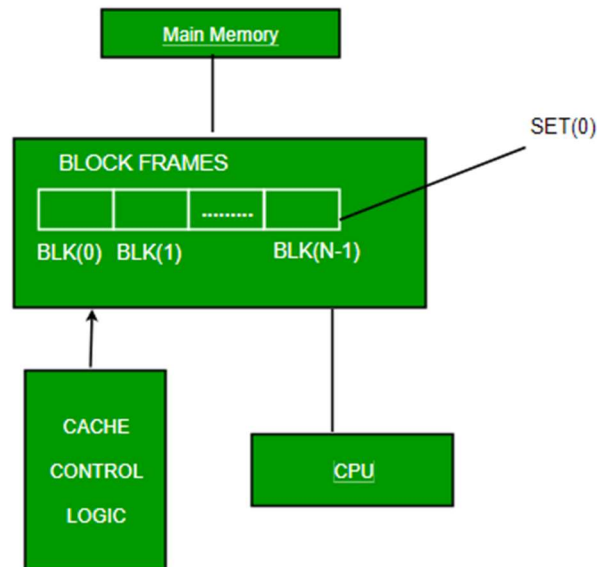 Main Memory
SET(0)
BLOCK FRAMES
.........
BLK(0) BLK(1) BLK(N-1)
CACHE
CONTROL
LOGIC
CPU